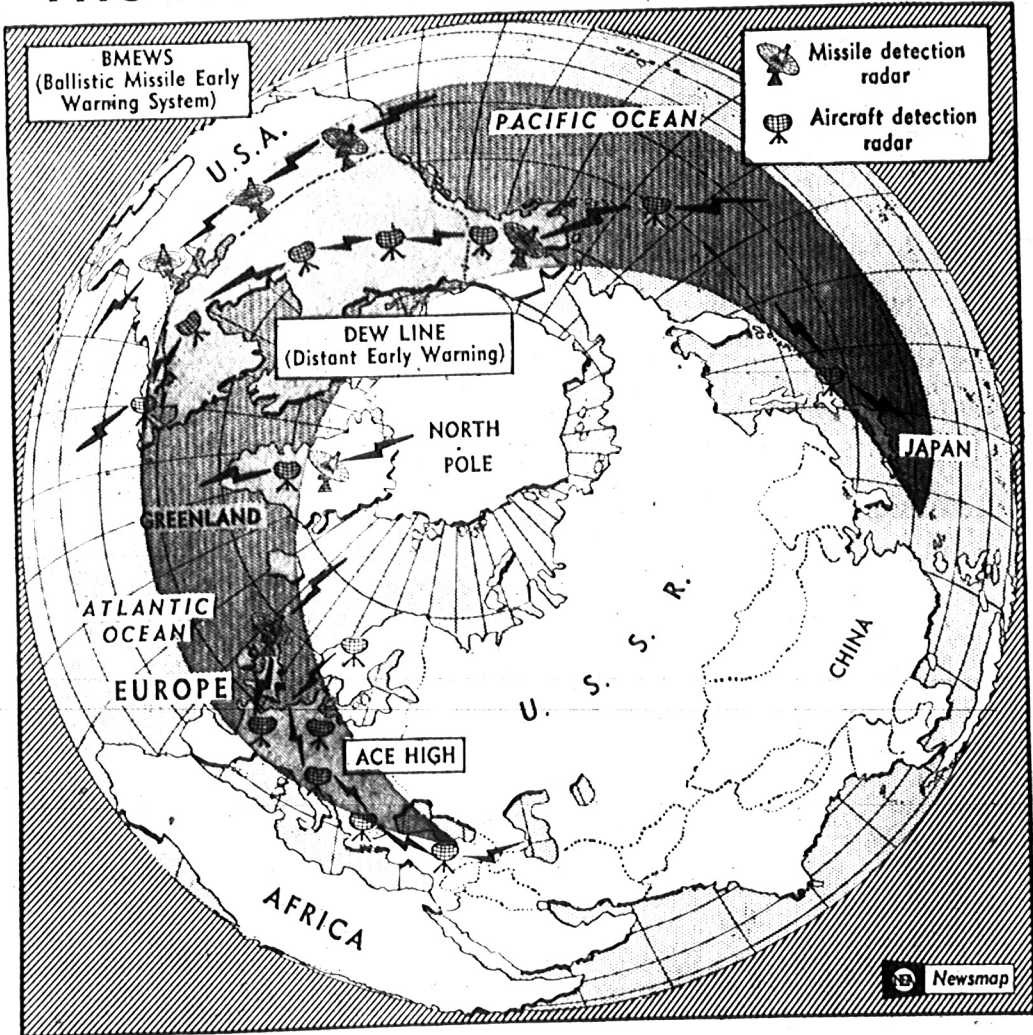 BMEWS
(Ballistic Missile Early
Warning System)
Missile detection
radar
Aircraft detection
radar
U.S.A.
PACIFIC OCEAN
DEW LINE
(Distant Early Warning)
NORTH
POLE
JAPAN
GREENLAND
ATLANTIC
OCEAN
EUROPE
U. S. S. R.
CHINA
ACE HIGH
AFRICA
NEA Newsmap